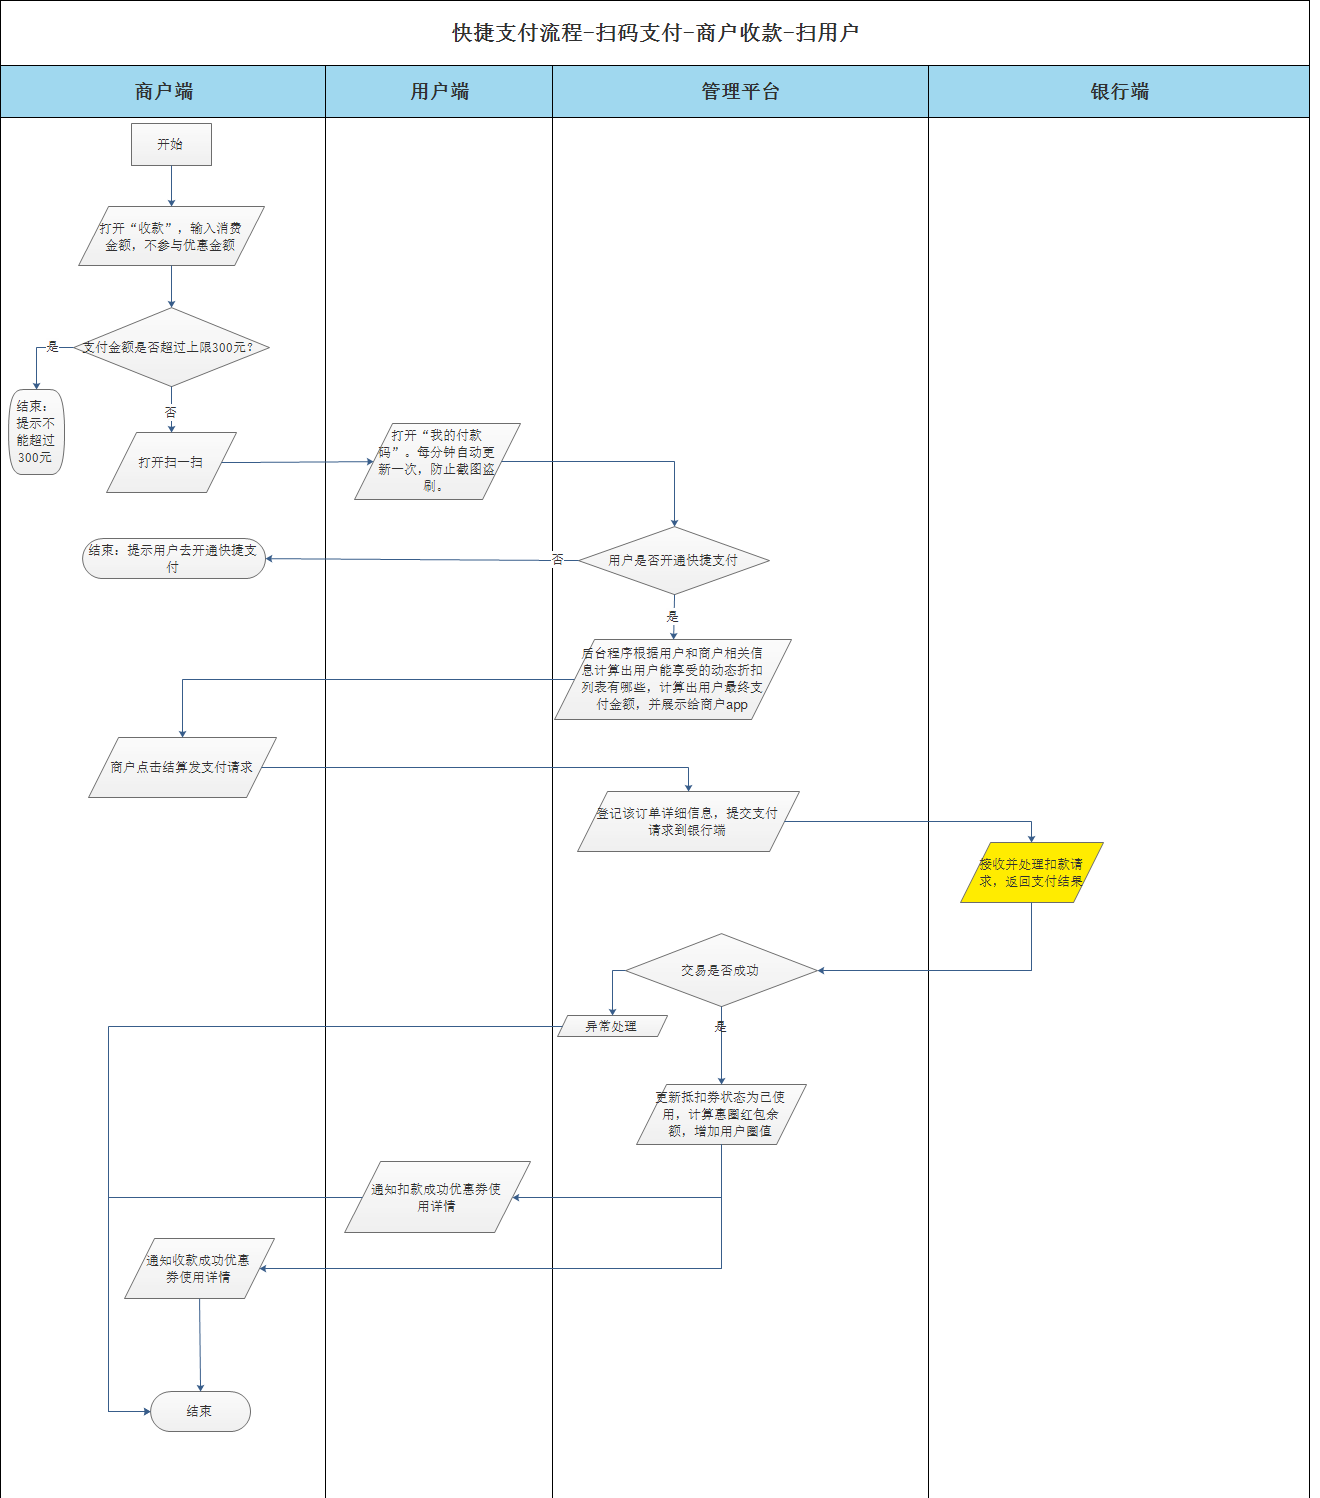 快捷支付流程-扫码支付-商户收款-扫用户
商户端
用户端
管理平台
银行端
开始
打开“收款”，输入消费
金额，不参与优惠金额
支付金额是否超过上限300元？
是
结束：
提示不
能超过
300元
否
打开扫一扫
打开“我的付款
码”。每分钟自动更
新一次，防止截图盗
刷。
用户是否开通快捷支付
否
结束：提示用户去开通快捷支
付
是
后台程序根据用户和商户相关信
息计算出用户能享受的动态折扣
列表有哪些，计算出用户最终支
付金额，并展示给商户app
商户点击结算发支付请求
登记该订单详细信息，提交支付
请求到银行端
接收并处理扣款请
求，返回支付结果
交易是否成功
异常处理
是
更新抵扣券状态为已使
用，计算惠圈红包余
额，增加用户圈值
通知扣款成功优惠券使
用详情
通知收款成功优惠
券使用详情
结束